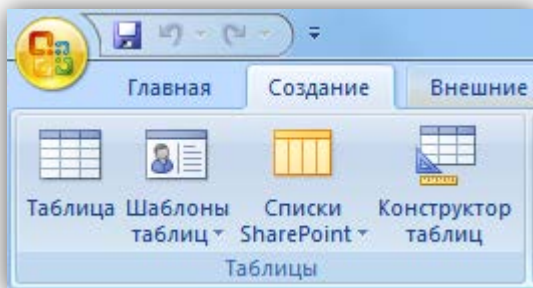 Главная Создание Внешние
Таблица Шаблоны Списки Конструктор
таблиц SharePoint таблиц
Таблицы